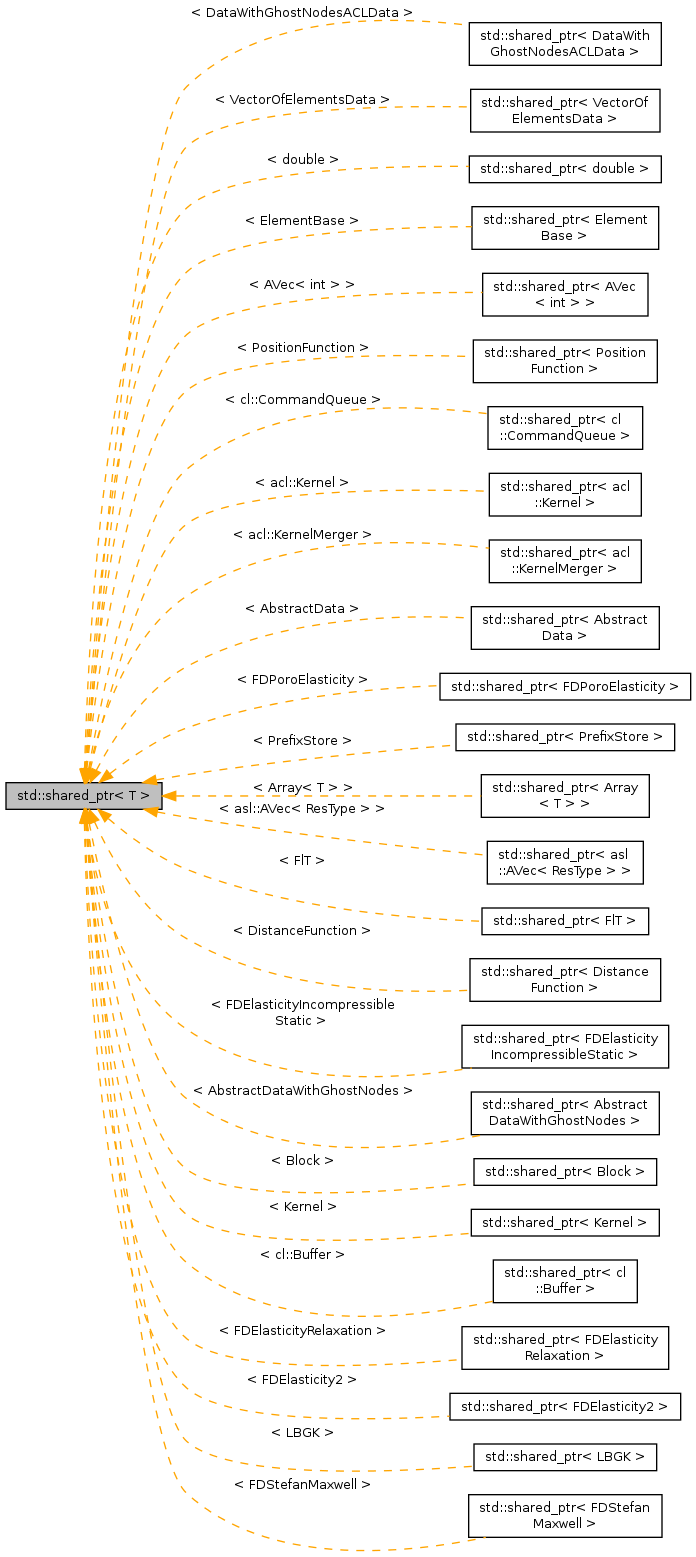 < DataWithGhostNodesACLData >
std::shared_ptr< DataWith
GhostNodesACLData >
< VectorOfElementsData >
std::shared_ptr< VectorOf
ElementsData >
< double >
std::shared_ptr< double >
< ElementBase >
std::shared_ptr< Element
Base >
< AVec< int > >
std::shared_ptr< AVec
< int > >
< PositionFunction >
std::shared_ptr< Position
Function >
< cl::CommandQueue >
std::shared_ptr< cl
::CommandQueue >
< acl::Kernel >
std::shared_ptr< acl
::Kernel >
< acl::KernelMerger >
std::shared_ptr< acl
::KernelMerger >
< AbstractData >
std::shared_ptr< Abstract
Data >
< FDPoroElasticity >
std::shared_ptr< FDPoroElasticity >
< PrefixStore >
std::shared_ptr< PrefixStore >
std::shared_ptr< T >
< Array< T > >
std::shared_ptr< Array
< T > >
< asl::AVec< ResType > >
std::shared_ptr< asl
::AVec< ResType > >
< FlT >
std::shared_ptr< FlT >
< DistanceFunction >
std::shared_ptr< Distance
Function >
< FDElasticityIncompressible
Static >
std::shared_ptr< FDElasticity
IncompressibleStatic >
< AbstractDataWithGhostNodes >
std::shared_ptr< Abstract
DataWithGhostNodes >
< Block >
std::shared_ptr< Block >
< Kernel >
std::shared_ptr< Kernel >
< cl::Buffer >
std::shared_ptr< cl
::Buffer >
< FDElasticityRelaxation >
std::shared_ptr< FDElasticity
Relaxation >
< FDElasticity2 >
std::shared_ptr< FDElasticity2 >
< LBGK >
std::shared_ptr< LBGK >
< FDStefanMaxwell >
std::shared_ptr< FDStefan
Maxwell >